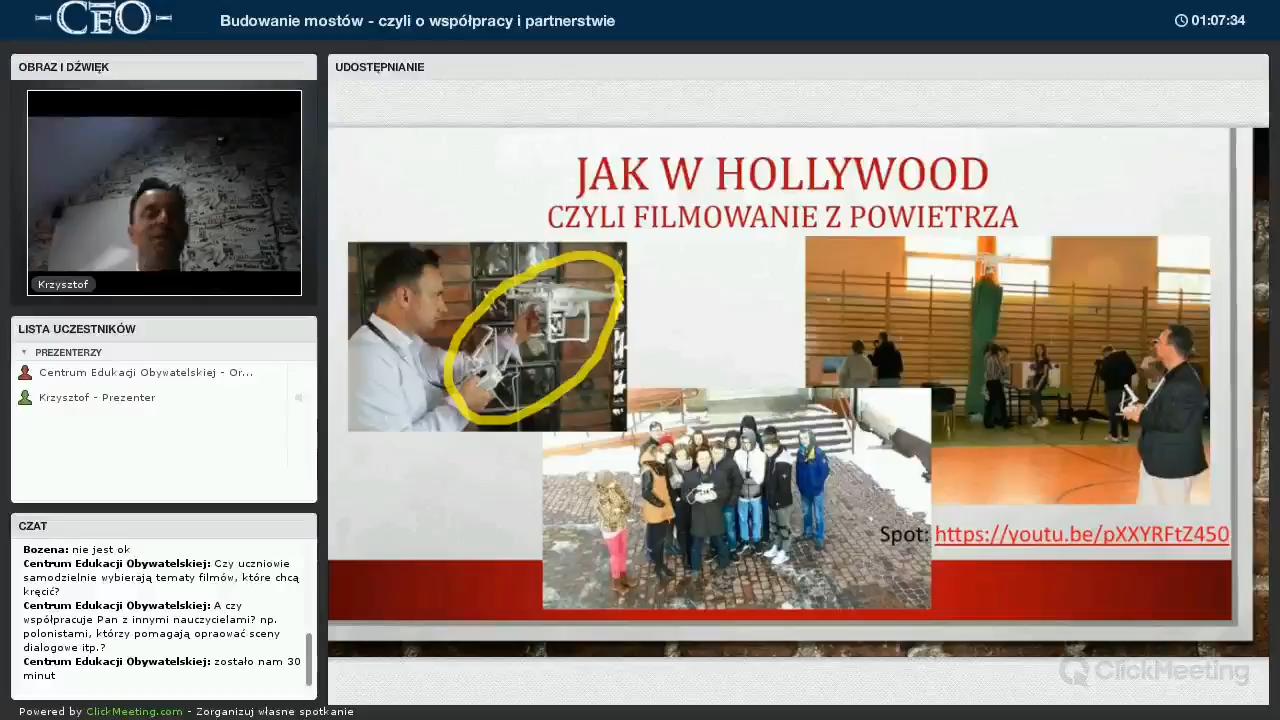 CEO
Budowanie mostów - czyli o współpracy i partnerstwie
01:07:34
OBRAZ I DŹWIĘK
Krzysztof
LISTA UCZESTNIKÓW
PREZENTERZY
Centrum Edukacji Obywatelskiej - Or...
Krzysztof - Prezenter
CZAT
Bozena: nie jest ok
Centrum Edukacji Obywatelskiej: Czy uczniowie
samodzielnie wybierają tematy filmów, które chcą
kręcić?
Centrum Edukacji Obywatelskiej: A czy
współpracuje Pan z innymi nauczycielami? np.
polonistami, którzy pomagają opraować sceny
dialogowe itp.?
Centrum Edukacji Obywatelskiej: zostało nam 30
minut
UDOSTĘPNIANIE
JAK W HOLLYWOOD
CZYLI FILMOWANIE Z POWIETRZA
Spot: https://youtu.be/pXXYRFtZ450
ClickMeeting
Powered by ClickMeeting.com - Zorganizuj własne spotkanie